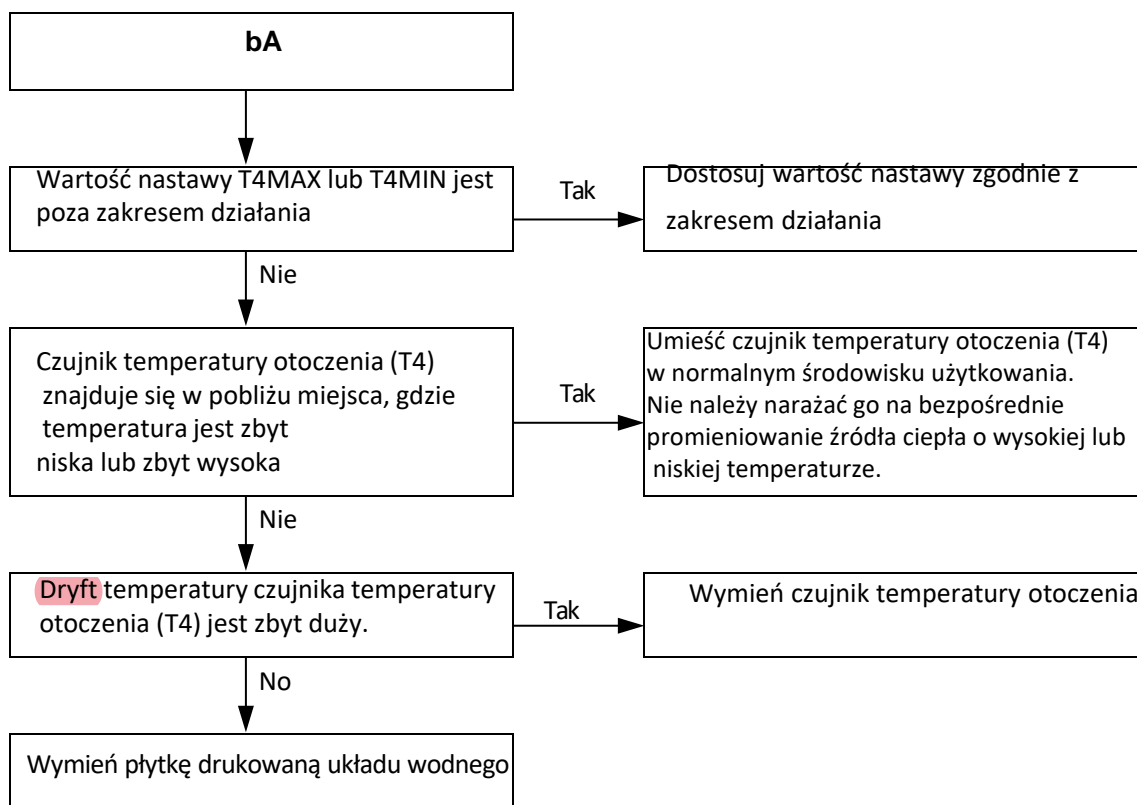 bA
Wartość nastawy T4MAX lub T4MIN jest
poza zakresem działania
Tak
Dostosuj wartość nastawy zgodnie z
zakresem działania
Nie
Czujnik temperatury otoczenia (T4)
znajduje się w pobliżu miejsca, gdzie
temperatura jest zbyt
niska lub zbyt wysoka
Tak
Umieść czujnik temperatury otoczenia (T4)
w normalnym środowisku użytkowania.
Nie należy narażać go na bezpośrednie
promieniowanie źródła ciepła o wysokiej lub
niskiej temperaturze.
Nie
Dryft temperatury czujnika temperatury
otoczenia (T4) jest zbyt duży.
Tak
Wymień czujnik temperatury otoczenia
No
Wymień płytkę drukowaną układu wodnego